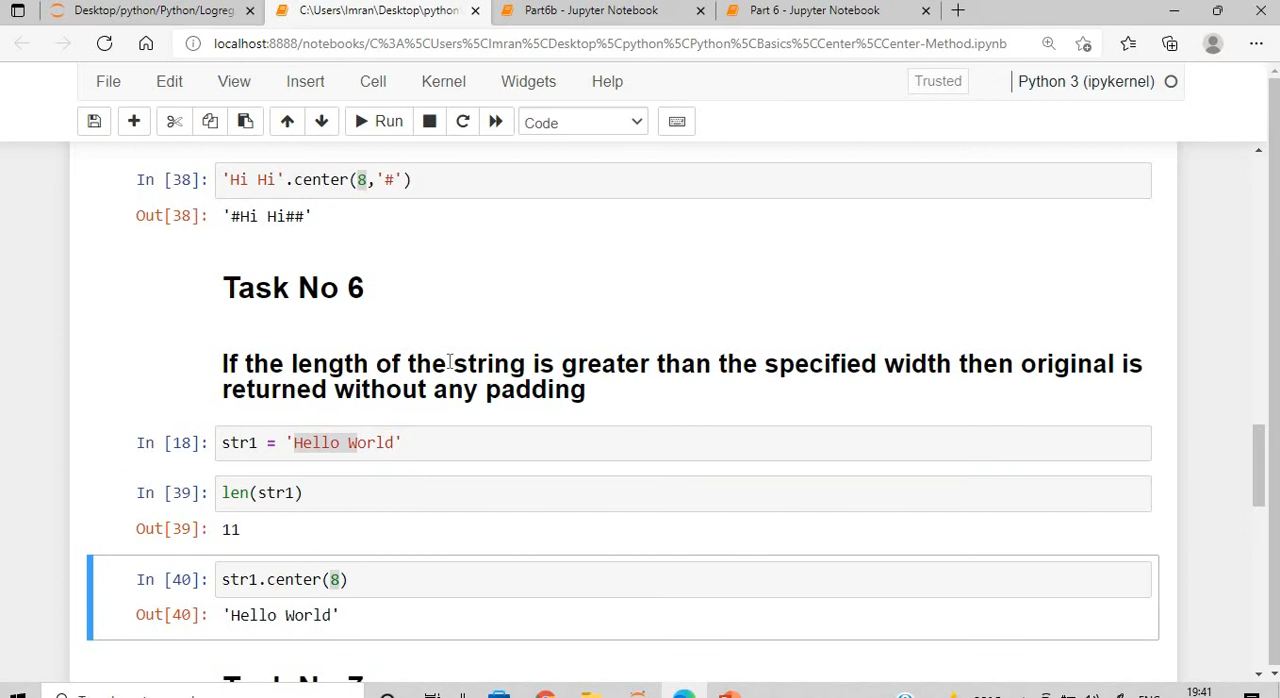 Desktop/python/Python/Logreg
C:\Users\Imran\Desktop\python
Part6b - Jupyter Notebook
Part 6 - Jupyter Notebook
localhost:8888/notebooks/C%3A%5CUsers%5CImran%5CDesktop%5Cpython%5CPython%5CBasics%5CCenter%5CCenter-Method.ipynb
File Edit View Insert Cell Kernel Widgets Help Trusted Python 3 (ipykernel)
Run Code
In [38]: 'Hi Hi'.center(8,'#')
Out[38]: '#Hi Hi##'
Task No 6
If the length of the string is greater than the specified width then original is
returned without any padding
In [18]: str1 = 'Hello World'
In [39]: len(str1)
Out[39]: 11
In [40]: str1.center(8)
Out[40]: 'Hello World'
Task No 7
19:41